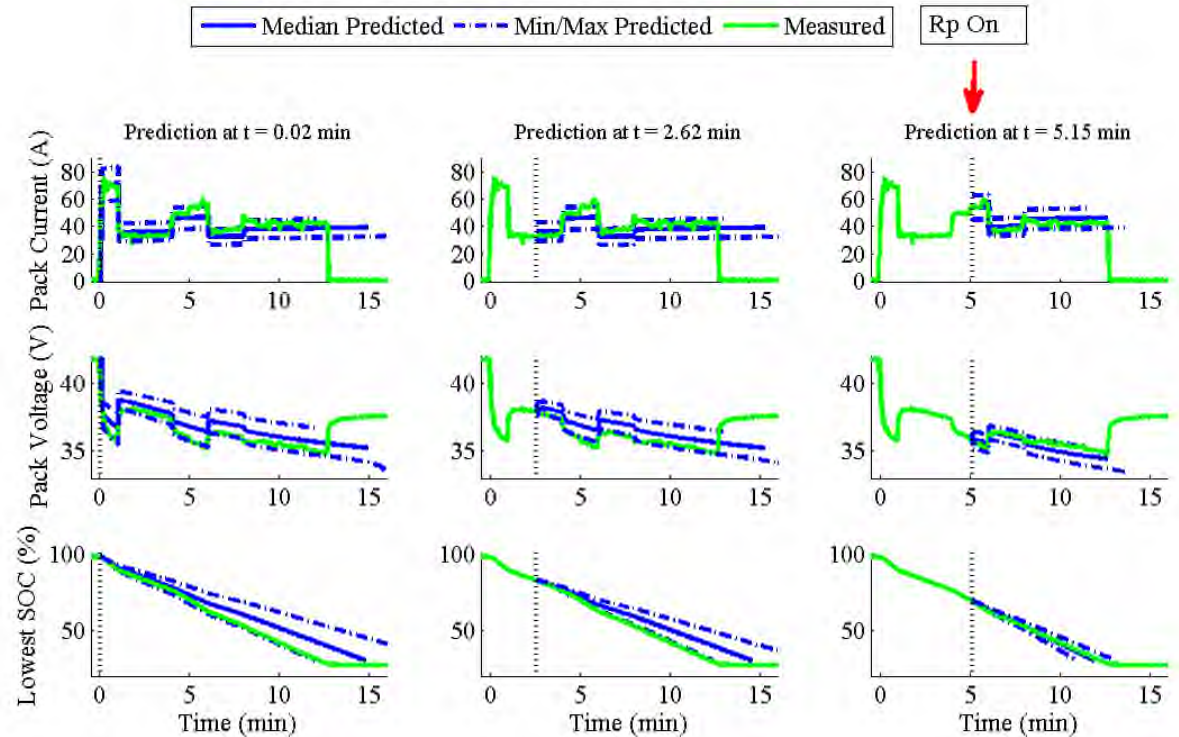 Median Predicted Min/Max Predicted Measured Rp On
Prediction at t = 0.02 min Prediction at t = 2.62 min Prediction at t = 5.15 min
Pack Current (A)
80 80 80
60 60 60
40 40 40
20 20 20
0 0 0
0 5 10 15 0 5 10 15 0 5 10 15
Pack Voltage (V)
40 40 40
35 35 35
0 5 10 15 0 5 10 15 0 5 10 15
Lowest SOC (%)
100 100 100
50 50 50
0 5 10 15 0 5 10 15 0 5 10 15
Time (min) Time (min) Time (min)